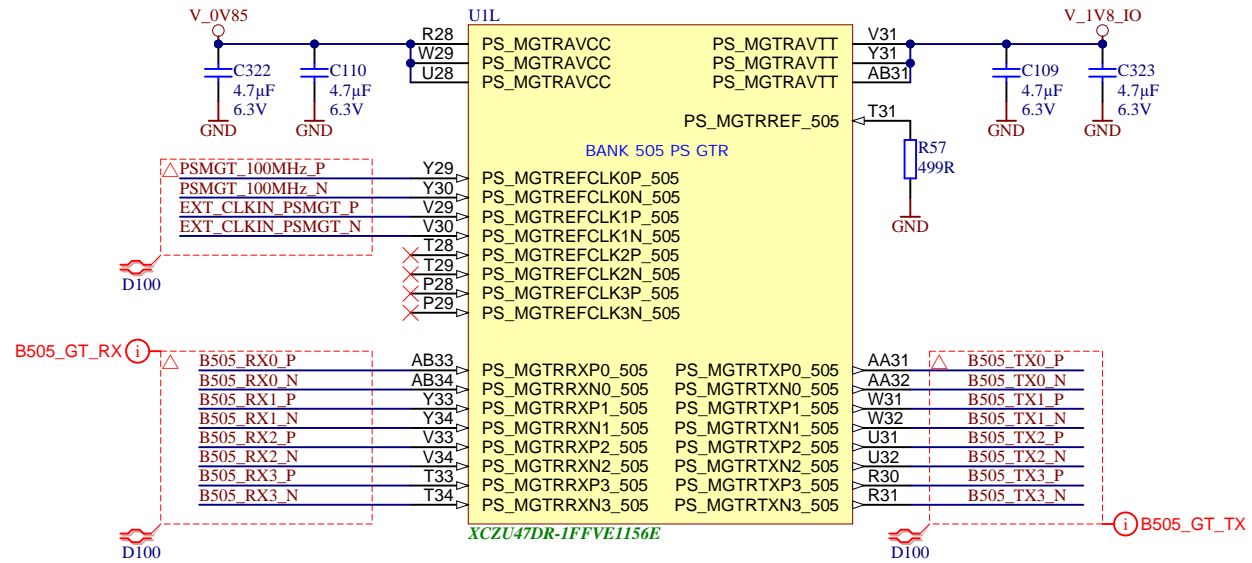 U1L
V_0V85
V_1V8_IO
R28 PS_MGTRAVCC PS_MGTRAVTT V31
W29 PS_MGTRAVCC PS_MGTRAVTT Y31
U28 PS_MGTRAVCC PS_MGTRAVTT AB31
C322
4.7µF
6.3V
GND
C110
4.7µF
6.3V
GND
C109
4.7µF
6.3V
GND
C323
4.7µF
6.3V
GND
PS_MGTRREF_505 T31
R57
499R
GND
BANK 505 PS GTR
PSMGT_100MHz_P Y29 PS_MGTREFCLK0P_505
PSMGT_100MHz_N Y30 PS_MGTREFCLK0N_505
EXT_CLKIN_PSMGT_P V29 PS_MGTREFCLK1P_505
EXT_CLKIN_PSMGT_N V30 PS_MGTREFCLK1N_505
T28 PS_MGTREFCLK2P_505
T29 PS_MGTREFCLK2N_505
P28 PS_MGTREFCLK3P_505
P29 PS_MGTREFCLK3N_505
D100
B505_GT_RX i
B505_RX0_P AB33 PS_MGTRRXP0_505 PS_MGTRTXP0_505 AA31 B505_TX0_P
B505_RX0_N AB34 PS_MGTRRXN0_505 PS_MGTRTXN0_505 AA32 B505_TX0_N
B505_RX1_P Y33 PS_MGTRRXP1_505 PS_MGTRTXP1_505 W31 B505_TX1_P
B505_RX1_N Y34 PS_MGTRRXN1_505 PS_MGTRTXN1_505 W32 B505_TX1_N
B505_RX2_P V33 PS_MGTRRXP2_505 PS_MGTRTXP2_505 U31 B505_TX2_P
B505_RX2_N V34 PS_MGTRRXN2_505 PS_MGTRTXN2_505 U32 B505_TX2_N
B505_RX3_P T33 PS_MGTRRXP3_505 PS_MGTRTXP3_505 R30 B505_TX3_P
B505_RX3_N T34 PS_MGTRRXN3_505 PS_MGTRTXN3_505 R31 B505_TX3_N
i B505_GT_TX
XCZU47DR-1FFVE1156E
D100
D100